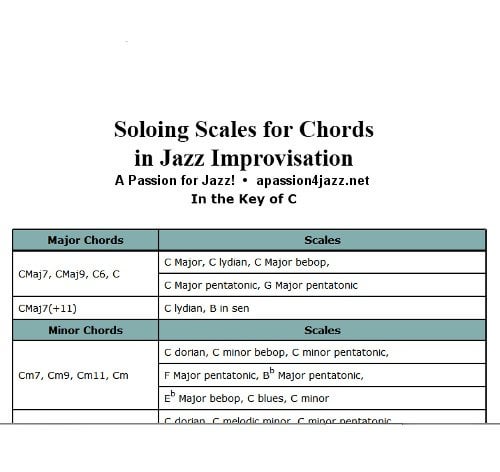 Soloing Scales for Chords
in Jazz Improvisation
A Passion for Jazz! • apassion4jazz.net
In the Key of C
Major Chords Scales
CMaj7, CMaj9, C6, C
C Major, C lydian, C Major bebop,
C Major pentatonic, G Major pentatonic
CMaj7(+11) C lydian, B in sen
Minor Chords Scales
C dorian, C minor bebop, C minor pentatonic,
Cm7, Cm9, Cm11, Cm F Major pentatonic, Bb Major pentatonic,
Eb Major bebop, C blues, C minor
C dorian, C melodic minor, C minor pentatonic,